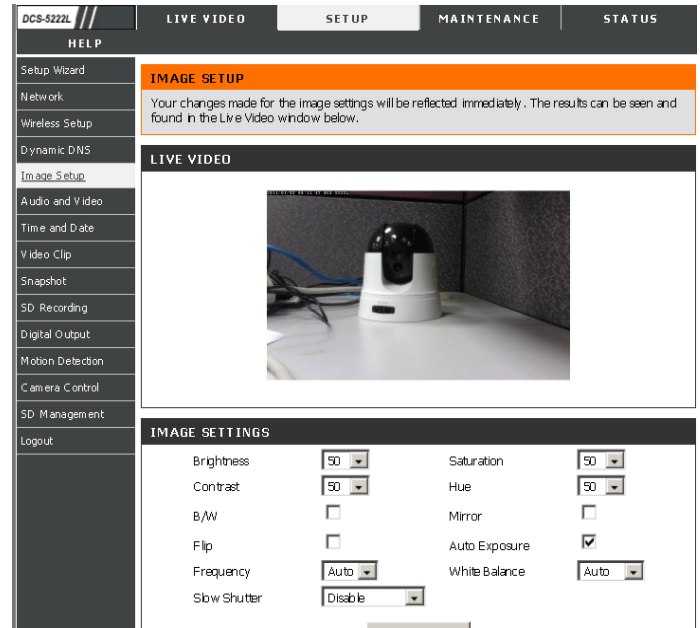 DCS-5222L
LIVE VIDEO
SETUP
MAINTENANCE
STATUS
HELP
Setup Wizard
Network
Wireless Setup
Dynamic DNS
Image Setup
Audio and Video
Time and Date
Video Clip
Snapshot
SD Recording
Digital Output
Motion Detection
Camera Control
SD Management
Logout
IMAGE SETUP
Your changes made for the image settings will be reflected immediately. The results can be seen and
found in the Live Video window below.
LIVE VIDEO
IMAGE SETTINGS
Brightness 50 Saturation 50
Contrast 50 Hue 50
B/W Mirror
Flip Auto Exposure
Frequency Auto White Balance Auto
Slow Shutter Disable